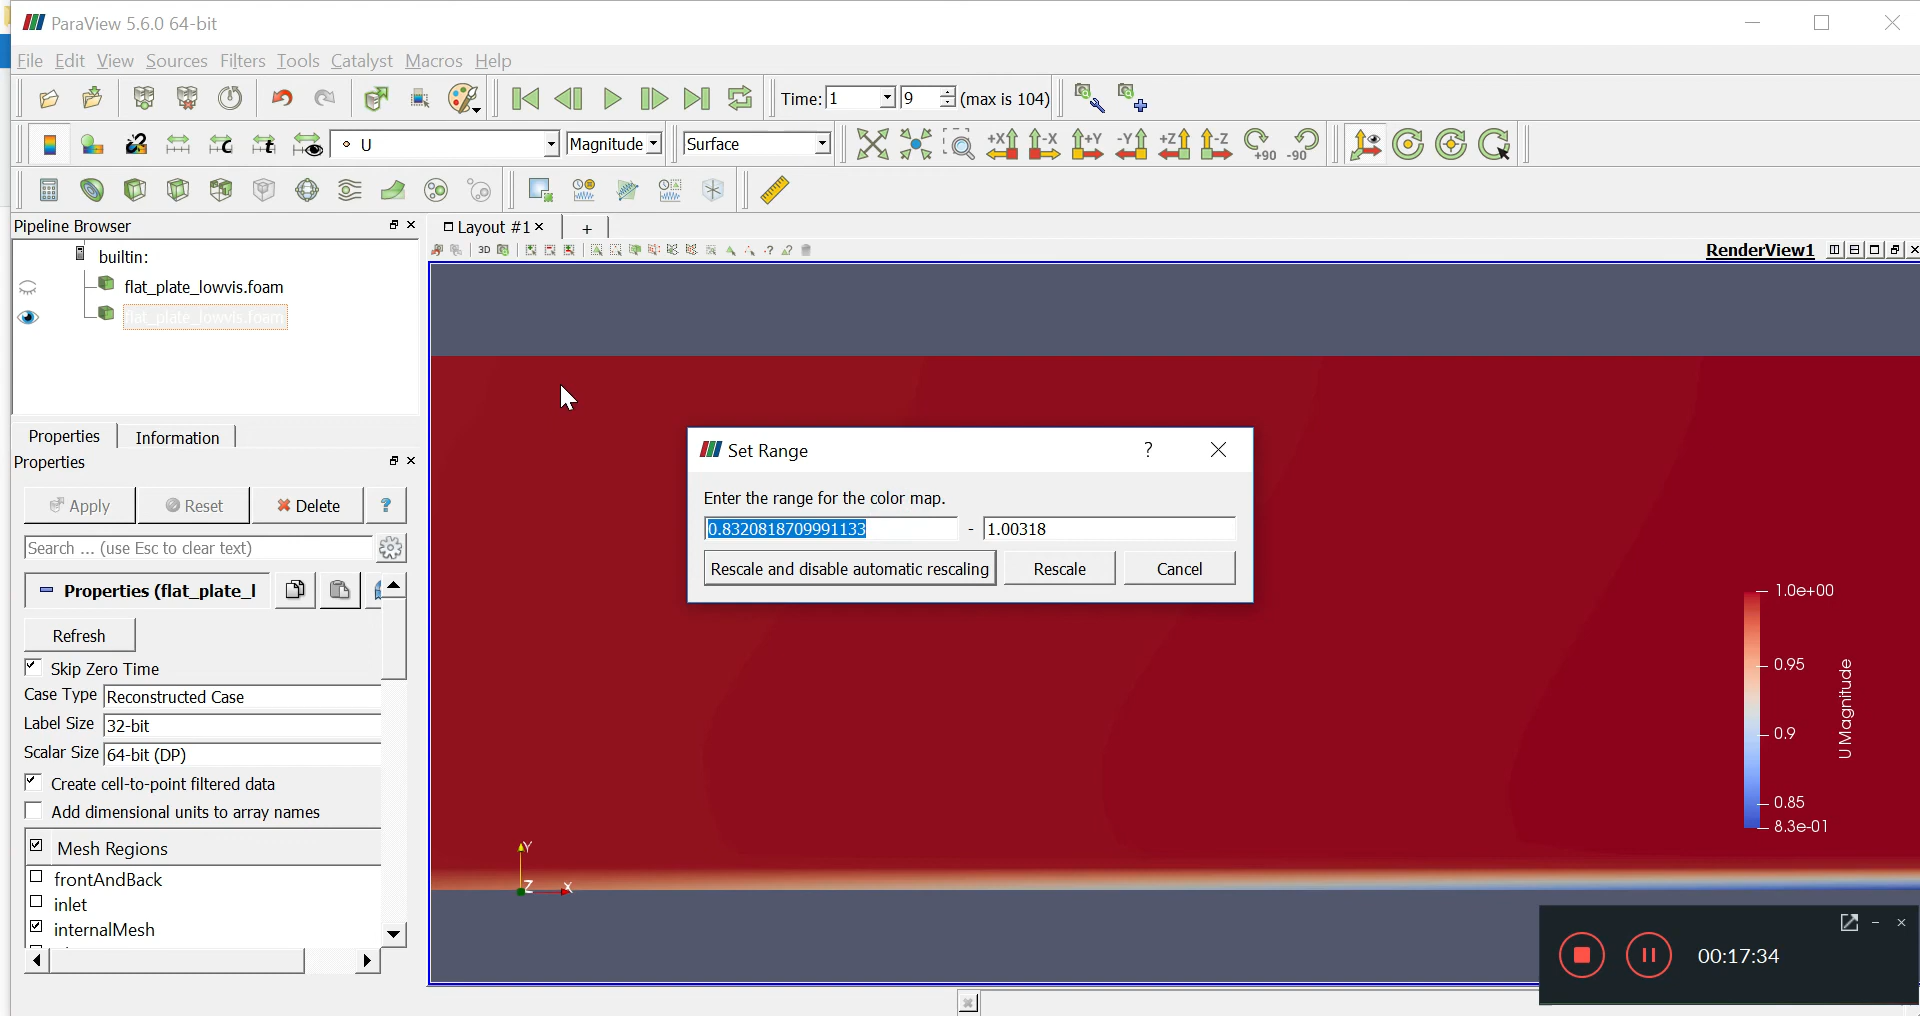 ParaView 5.6.0 64-bit
File Edit View Sources Filters Tools Catalyst Macros Help
Time: 1 9 (max is 104)
U Magnitude Surface +X -X +Y -Y +Z -Z +90 -90
Pipeline Browser
Layout #1 +
3D
RenderView1
builtin:
flat_plate_lowvis.foam
flat_plate_lowvis.foam
Properties Information
Properties
Apply Reset Delete ?
Search ... (use Esc to clear text)
Properties (flat_plate_l
Refresh
Skip Zero Time
Case Type Reconstructed Case
Label Size 32-bit
Scalar Size 64-bit (DP)
Create cell-to-point filtered data
Add dimensional units to array names
Mesh Regions
frontAndBack
inlet
internalMesh
Set Range ?
Enter the range for the color map.
0.8320818709991133 - 1.00318
Rescale and disable automatic rescaling Rescale Cancel
1.0e+00
0.95
0.9
0.85
8.3e-01
U Magnitude
Y
Z X
00:17:34